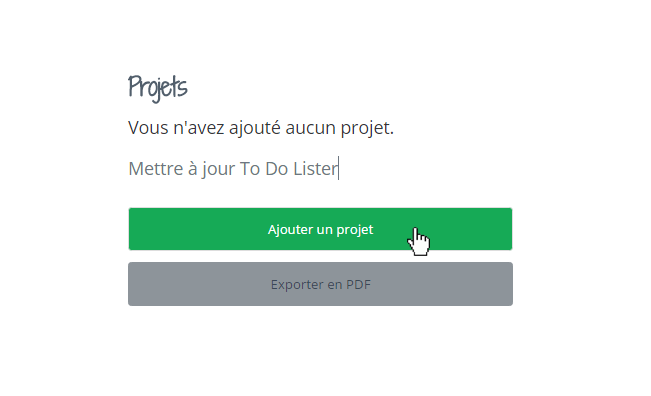 Projets
Vous n'avez ajouté aucun projet.
Mettre à jour To Do Lister
Ajouter un projet
Exporter en PDF